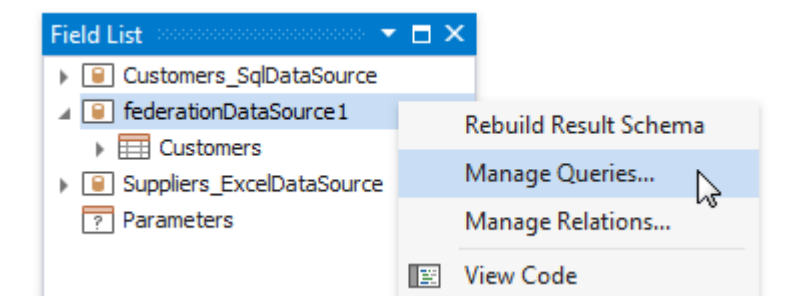 Field List
Customers_SqlDataSource
federationDataSource1
Customers
Suppliers_ExcelDataSource
? Parameters
Rebuild Result Schema
Manage Queries...
Manage Relations...
View Code